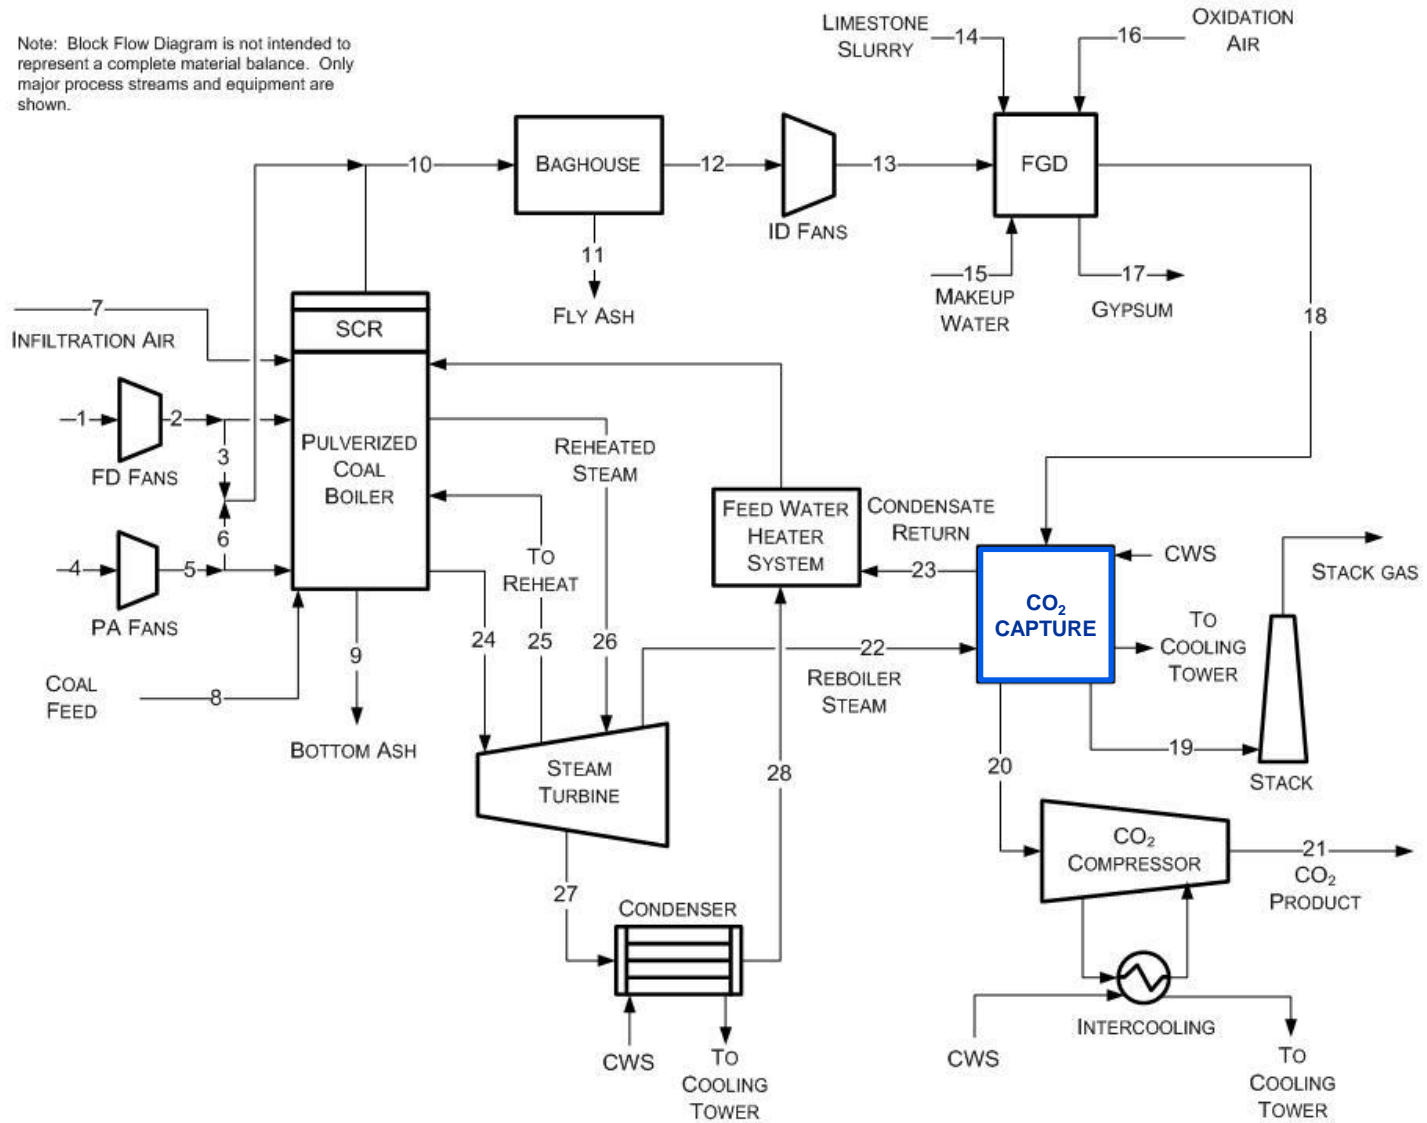 Note: Block Flow Diagram is not intended to
represent a complete material balance. Only
major process streams and equipment are
shown.
LIMESTONE
SLURRY
14
16
OXIDATION
AIR
10
BAGHOUSE
12
ID FANS
13
FGD
11
FLY ASH
15
MAKEUP
WATER
17
GYPSUM
18
7
INFILTRATION AIR
SCR
1
2
FD FANS
3
PULVERIZED
COAL
BOILER
REHEATED
STEAM
6
4
5
PA FANS
TO
REHEAT
FEED WATER
HEATER
SYSTEM
CONDENSATE
RETURN
23
CWS
CO₂
CAPTURE
TO
COOLING
TOWER
STACK GAS
24
25
26
22
REBOILER
STEAM
COAL
FEED
8
9
BOTTOM ASH
STEAM
TURBINE
28
20
19
STACK
CO₂
COMPRESSOR
21
CO₂
PRODUCT
27
CONDENSER
CWS
TO
COOLING
TOWER
INTERCOOLING
CWS
TO
COOLING
TOWER